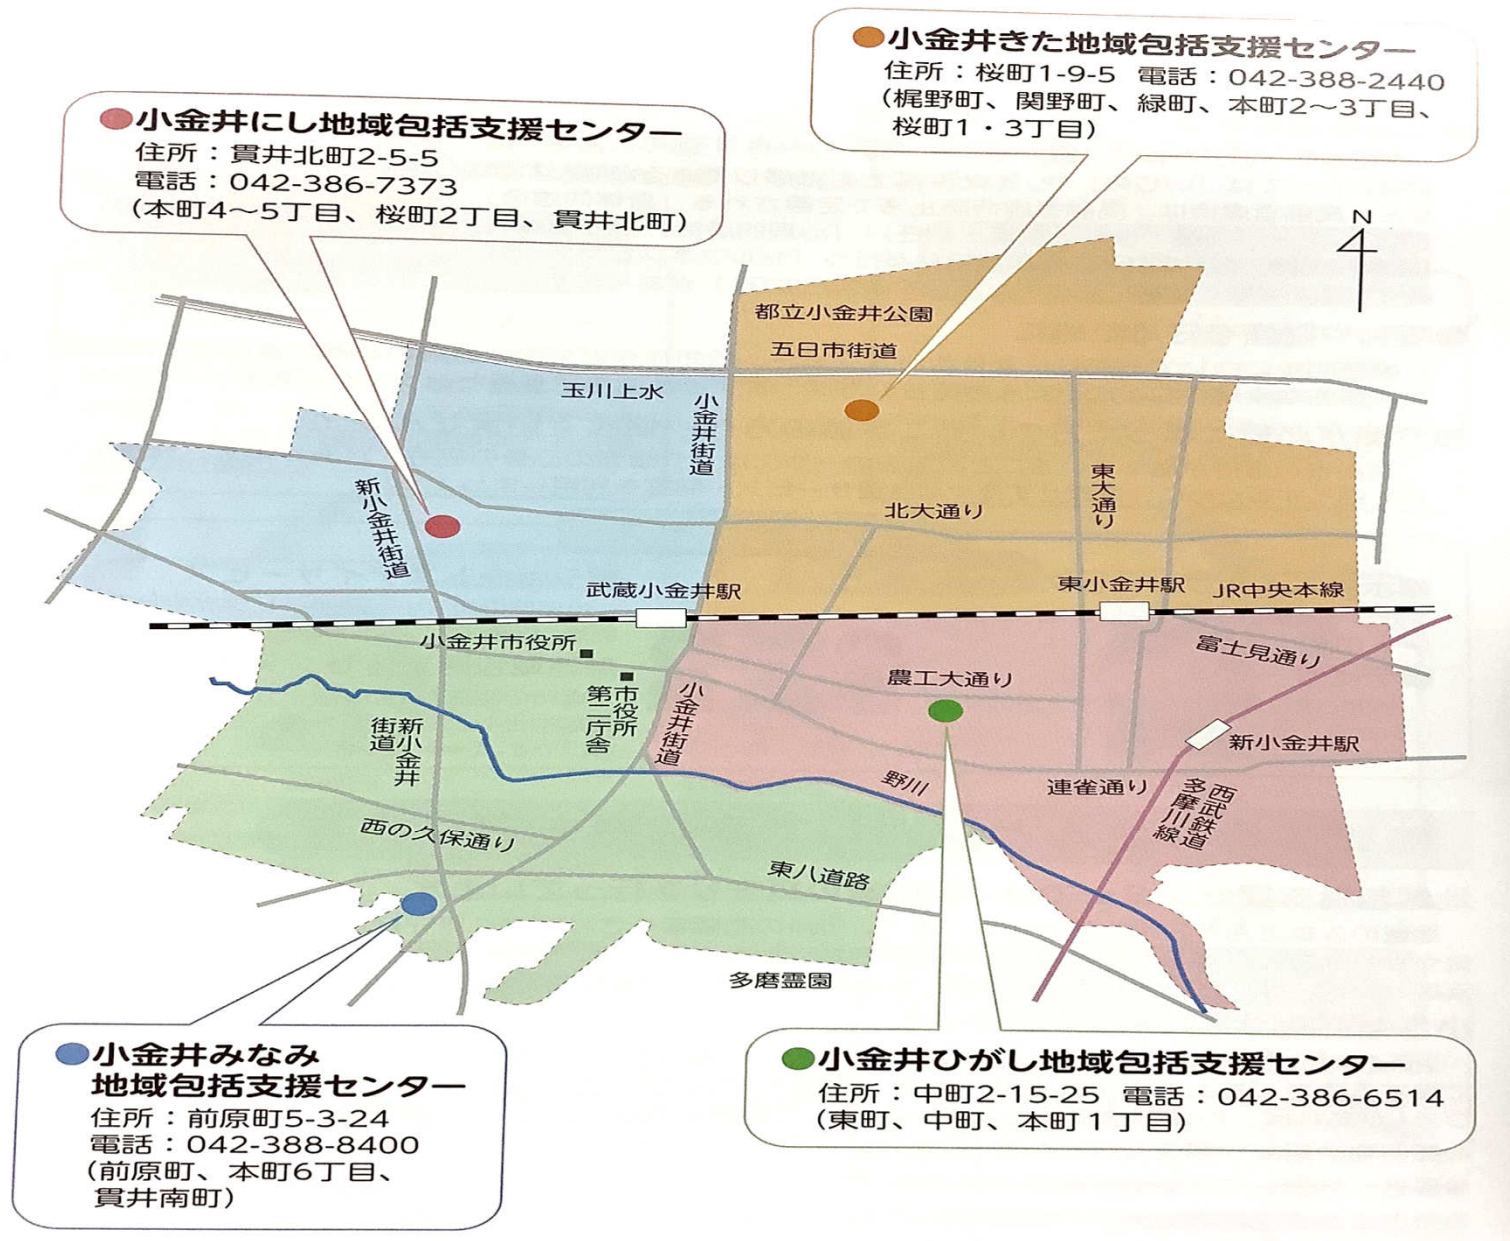 ●小金井きた地域包括支援センター
住所：桜町1-9-5 電話：042-388-2440
(梶野町、関野町、緑町、本町2～3丁目、
桜町1・3丁目)
●小金井にし地域包括支援センター
住所：貫井北町2-5-5
電話：042-386-7373
(本町4～5丁目、桜町2丁目、貫井北町)
N
都立小金井公園
五日市街道
玉川上水
小金井街道
新小金井街道
北大通り
東大通り
武蔵小金井駅
東小金井駅
JR中央本線
小金井市役所
市役所
第二庁舎
小金井街道
農工大通り
富士見通り
新小金井
街道
新小金井駅
野川
連雀通り
西武鉄道
多摩川線
西の久保通り
東八道路
多磨霊園
●小金井みなみ
地域包括支援センター
住所：前原町5-3-24
電話：042-388-8400
(前原町、本町6丁目、
貫井南町)
●小金井ひがし地域包括支援センター
住所：中町2-15-25 電話：042-386-6514
(東町、中町、本町1丁目)